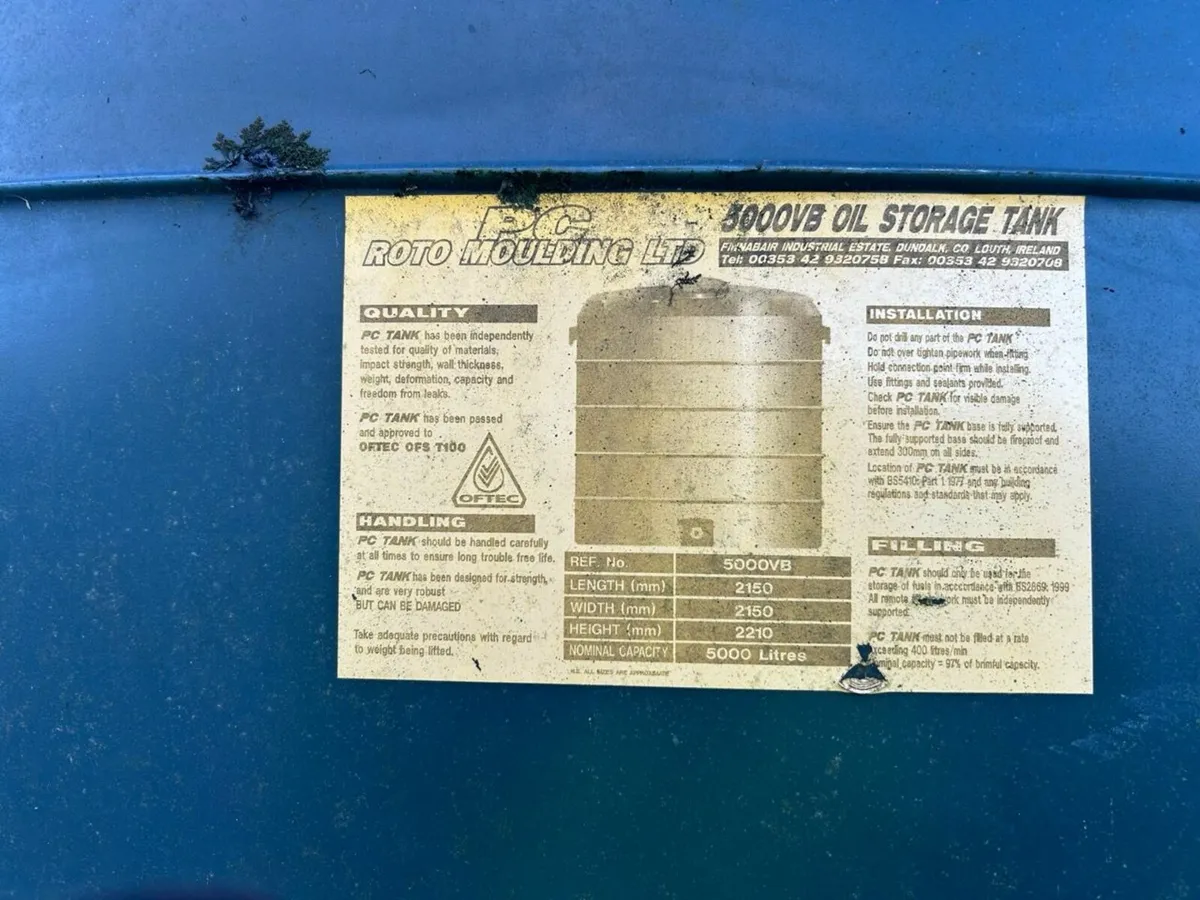 PC
ROTO MOULDING LTD
5000VB OIL STORAGE TANK
FINNABAIR INDUSTRIAL ESTATE, DUNDALK, CO. LOUTH, IRELAND
Tel: 00353 42 9320758 Fax: 00353 42 9320708
QUALITY
PC TANK has been independently
tested for quality of materials,
impact strength, wall thickness,
weight, deformation, capacity and
freedom from leaks.
PC TANK has been passed
and approved to
OFTEC OFS T100
OFTEC
HANDLING
PC TANK should be handled carefully
at all times to ensure long trouble free life.
PC TANK has been designed for strength,
and are very robust
BUT CAN BE DAMAGED
Take adequate precautions with regard
to weight being lifted.
REF. No. 5000VB
LENGTH (mm) 2150
WIDTH (mm) 2150
HEIGHT (mm) 2210
NOMINAL CAPACITY 5000 Litres
ALL SIZES ARE APPROXIMATE
INSTALLATION
Do not drill any part of the PC TANK
Do not over tighten pipework when fitting
Hold connection point firm while installing.
Use fittings and sealants provided.
Check PC TANK for visible damage
before installation.
Ensure the PC TANK base is fully supported.
The fully supported base should be fireproof and
extend 300mm on all sides.
Location of PC TANK must be in accordance
with BS5410: Part 1 1977 and any building
regulations and standards that may apply.
FILLING
PC TANK should only be used for the
storage of fuels in acccordance with BS2869: 1999
All remote must be independently
supported.
PC TANK must not be filled at a rate
exceeding 400 litres/min
Nominal capacity = 97% of brimful capacity.